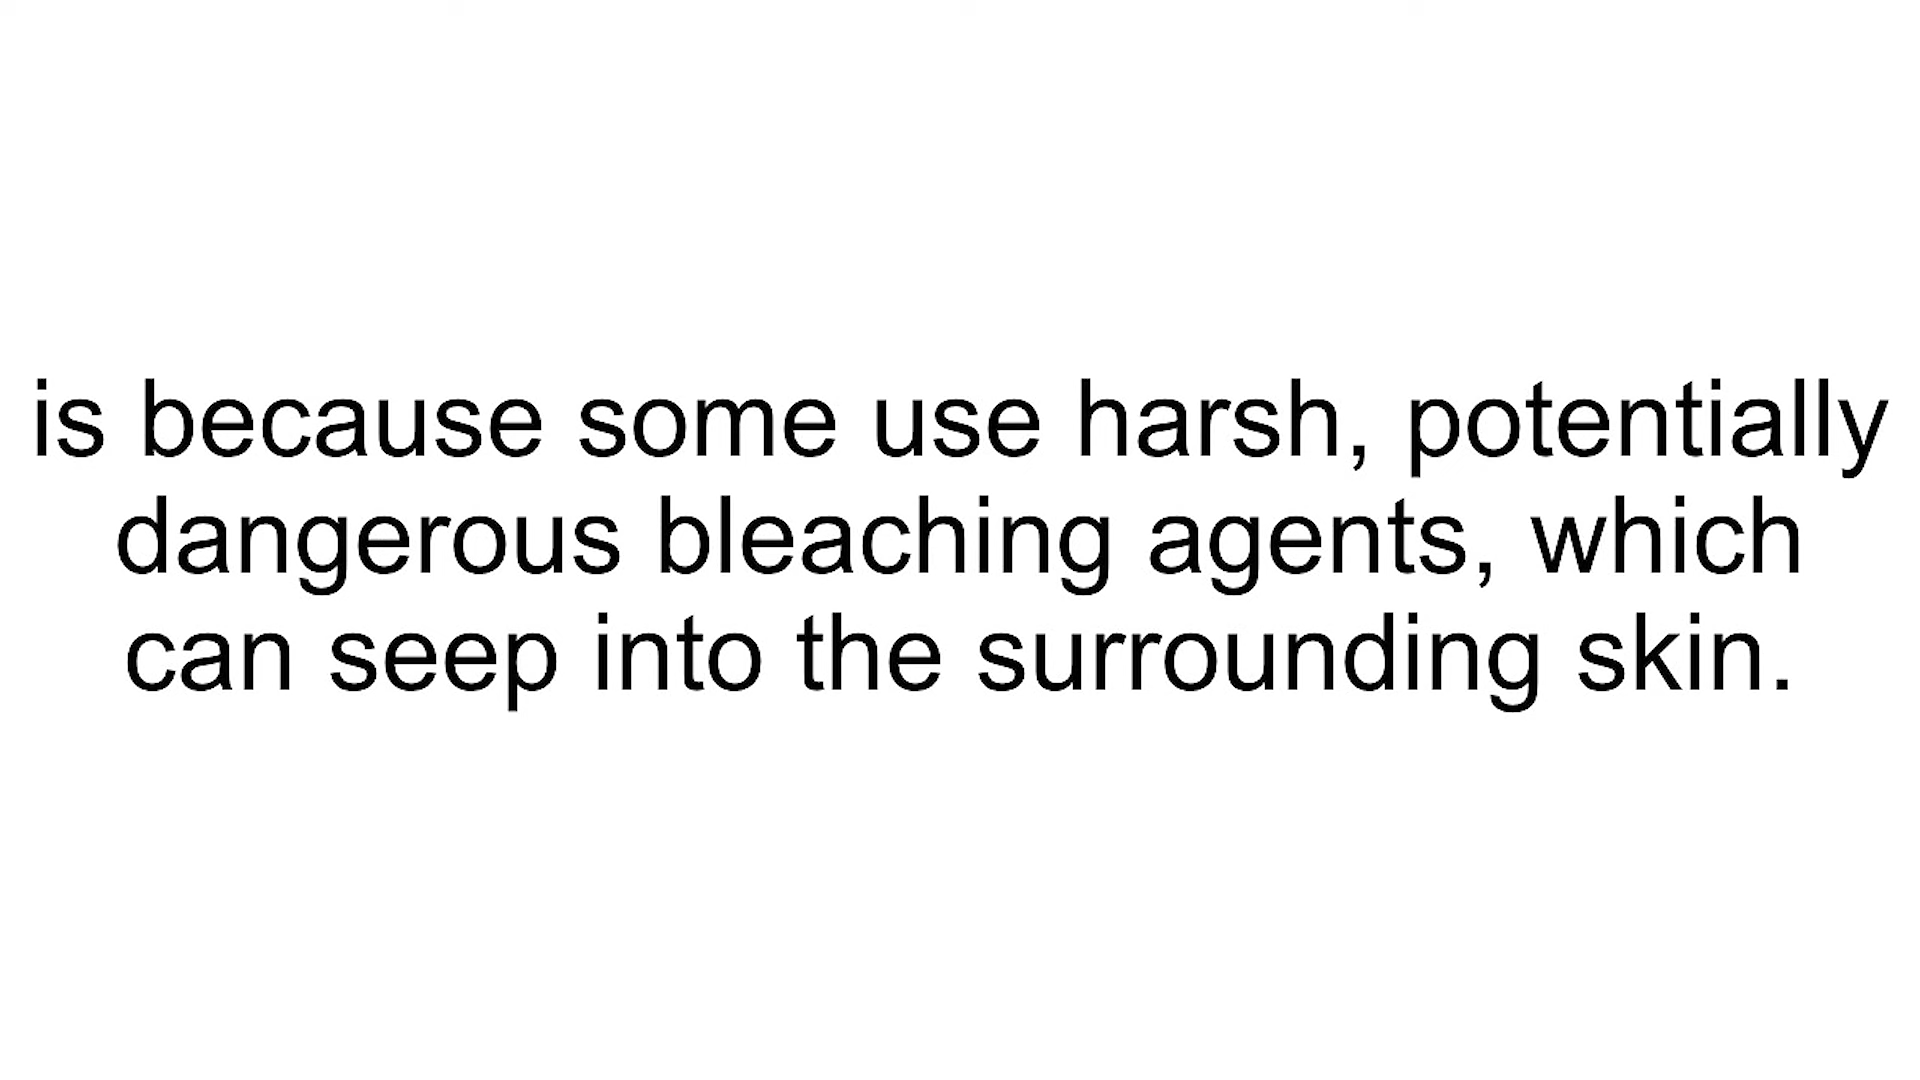 is because some use harsh, potentially
dangerous bleaching agents, which
can seep into the surrounding skin.